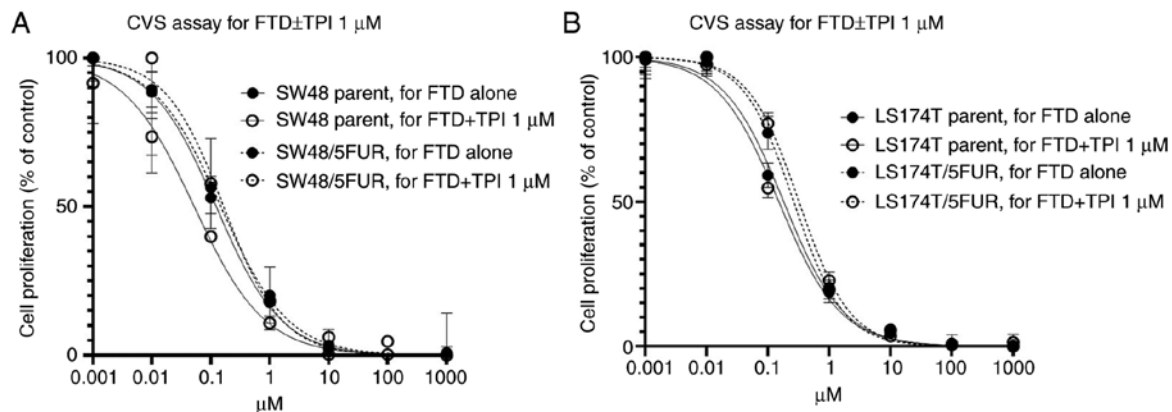 A
CVS assay for FTD±TPI 1 μM
Cell proliferation (% of control)
100
50
0
0.001 0.01 0.1 1 10 100 1000
μM
SW48 parent, for FTD alone
SW48 parent, for FTD+TPI 1 μM
SW48/5FUR, for FTD alone
SW48/5FUR, for FTD+TPI 1 μM
B
CVS assay for FTD±TPI 1 μM
Cell proliferation (% of control)
100
50
0
0.001 0.01 0.1 1 10 100 1000
μM
LS174T parent, for FTD alone
LS174T parent, for FTD+TPI 1 μM
LS174T/5FUR, for FTD alone
LS174T/5FUR, for FTD+TPI 1 μM